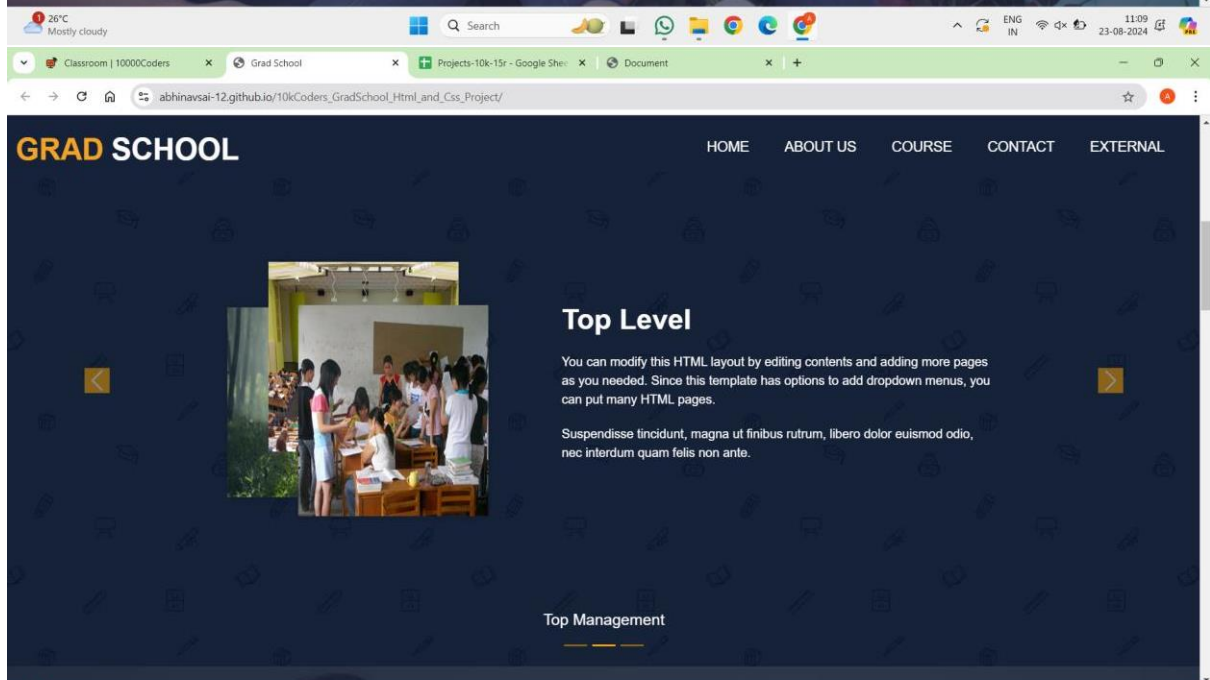 1
26°C
Mostly cloudy
Search
ENG
IN
11:09
23-08-2024
PRE
Classroom | 10000Coders
Grad School
Projects-10k-15r - Google Shee
Document
abhinavsai-12.github.io/10kCoders_GradSchool_Html_and_Css_Project/
A
GRAD SCHOOL
HOME ABOUT US COURSE CONTACT EXTERNAL
Top Level
You can modify this HTML layout by editing contents and adding more pages
as you needed. Since this template has options to add dropdown menus, you
can put many HTML pages.
Suspendisse tincidunt, magna ut finibus rutrum, libero dolor euismod odio,
nec interdum quam felis non ante.
Top Management